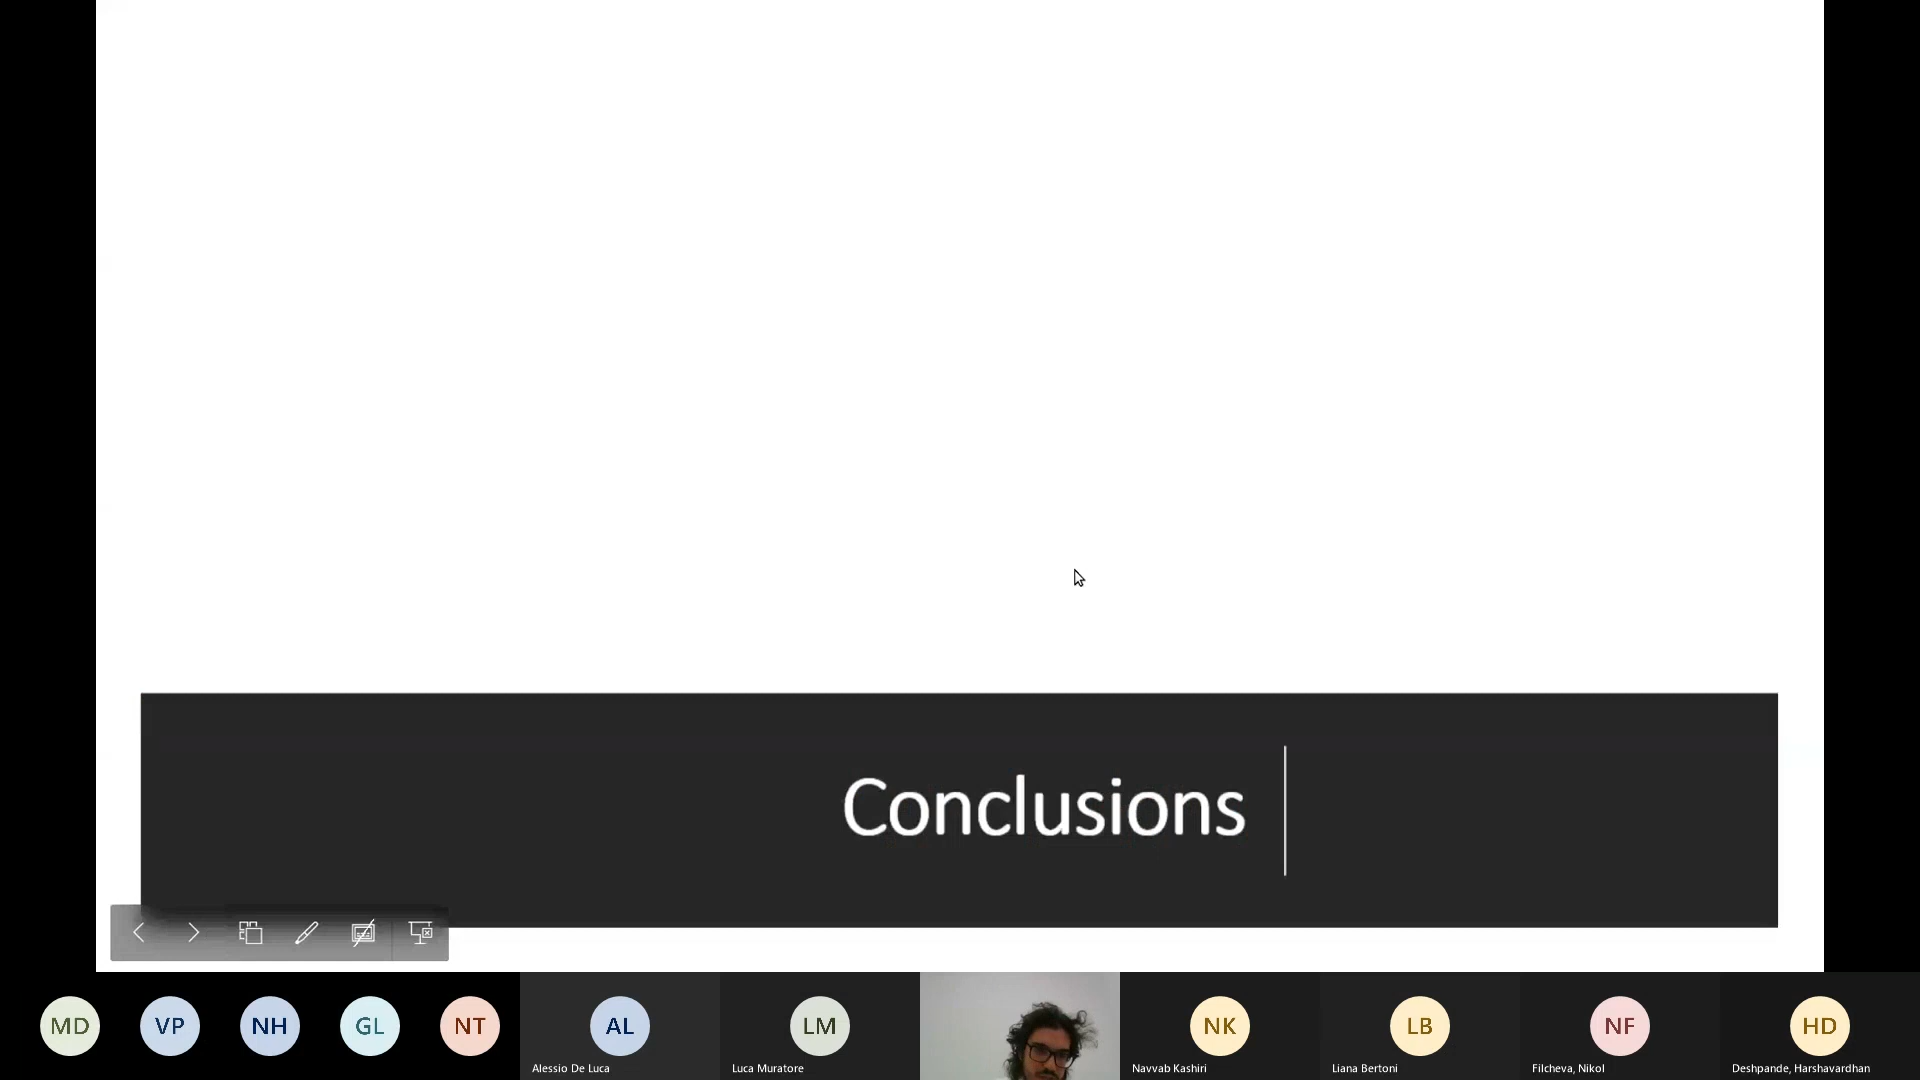 Conclusions
MD
VP
NH
GL
NT
AL
LM
NK
LB
NF
HD
Alessio De Luca
Luca Muratore
Navvab Kashiri
Liana Bertoni
Filcheva, Nikol
Deshpande, Harshavardhan